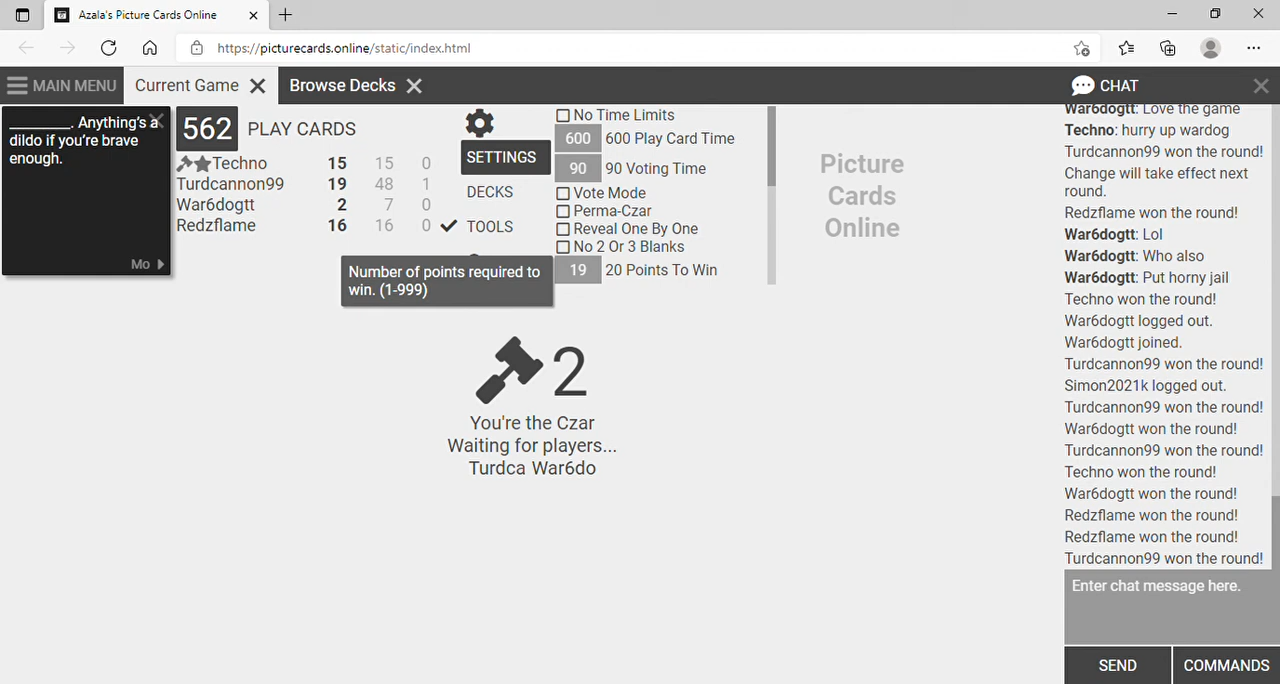 Azala's Picture Cards Online
https://picturecards.online/static/index.html
MAIN MENU
Current Game
Browse Decks
CHAT
_______. Anything's a
dildo if you're brave
enough.
Mo
562 PLAY CARDS
Techno 15 15 0
Turdcannon99 19 48 1
War6dogtt 2 7 0
Redzflame 16 16 0
SETTINGS
DECKS
TOOLS
No Time Limits
600 600 Play Card Time
90 90 Voting Time
Vote Mode
Perma-Czar
Reveal One By One
No 2 Or 3 Blanks
19 20 Points To Win
Number of points required to
win. (1-999)
Picture
Cards
Online
2
You're the Czar
Waiting for players...
Turdca War6do
War6dogtt: Love the game
Techno: hurry up wardog
Turdcannon99 won the round!
Change will take effect next
round.
Redzflame won the round!
War6dogtt: Lol
War6dogtt: Who also
War6dogtt: Put horny jail
Techno won the round!
War6dogtt logged out.
War6dogtt joined.
Turdcannon99 won the round!
Simon2021k logged out.
Turdcannon99 won the round!
War6dogtt won the round!
Turdcannon99 won the round!
Techno won the round!
War6dogtt won the round!
Redzflame won the round!
Redzflame won the round!
Turdcannon99 won the round!
Enter chat message here.
SEND
COMMANDS